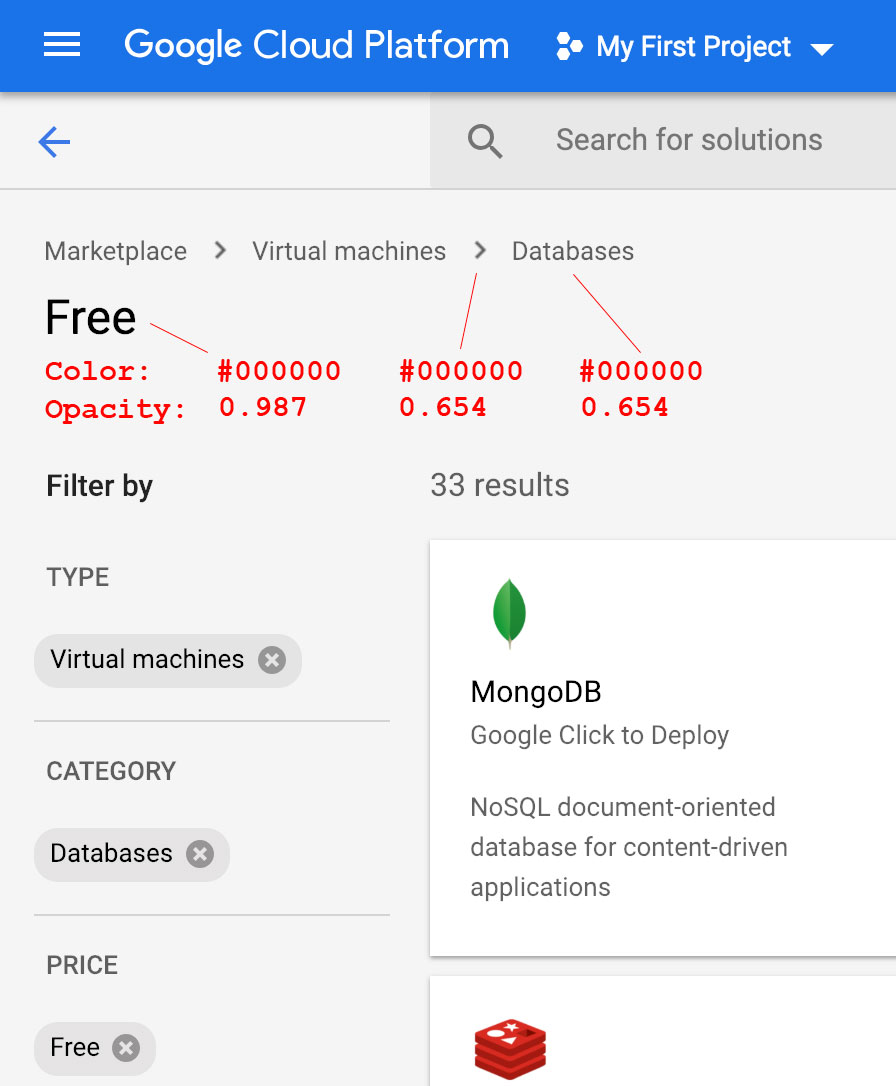 Google Cloud Platform My First Project
Search for solutions
Marketplace > Virtual machines > Databases
Free
Color: #000000 #000000 #000000
Opacity: 0.987 0.654 0.654
Filter by
33 results
TYPE
Virtual machines
CATEGORY
Databases
PRICE
Free
MongoDB
Google Click to Deploy
NoSQL document-oriented
database for content-driven
applications